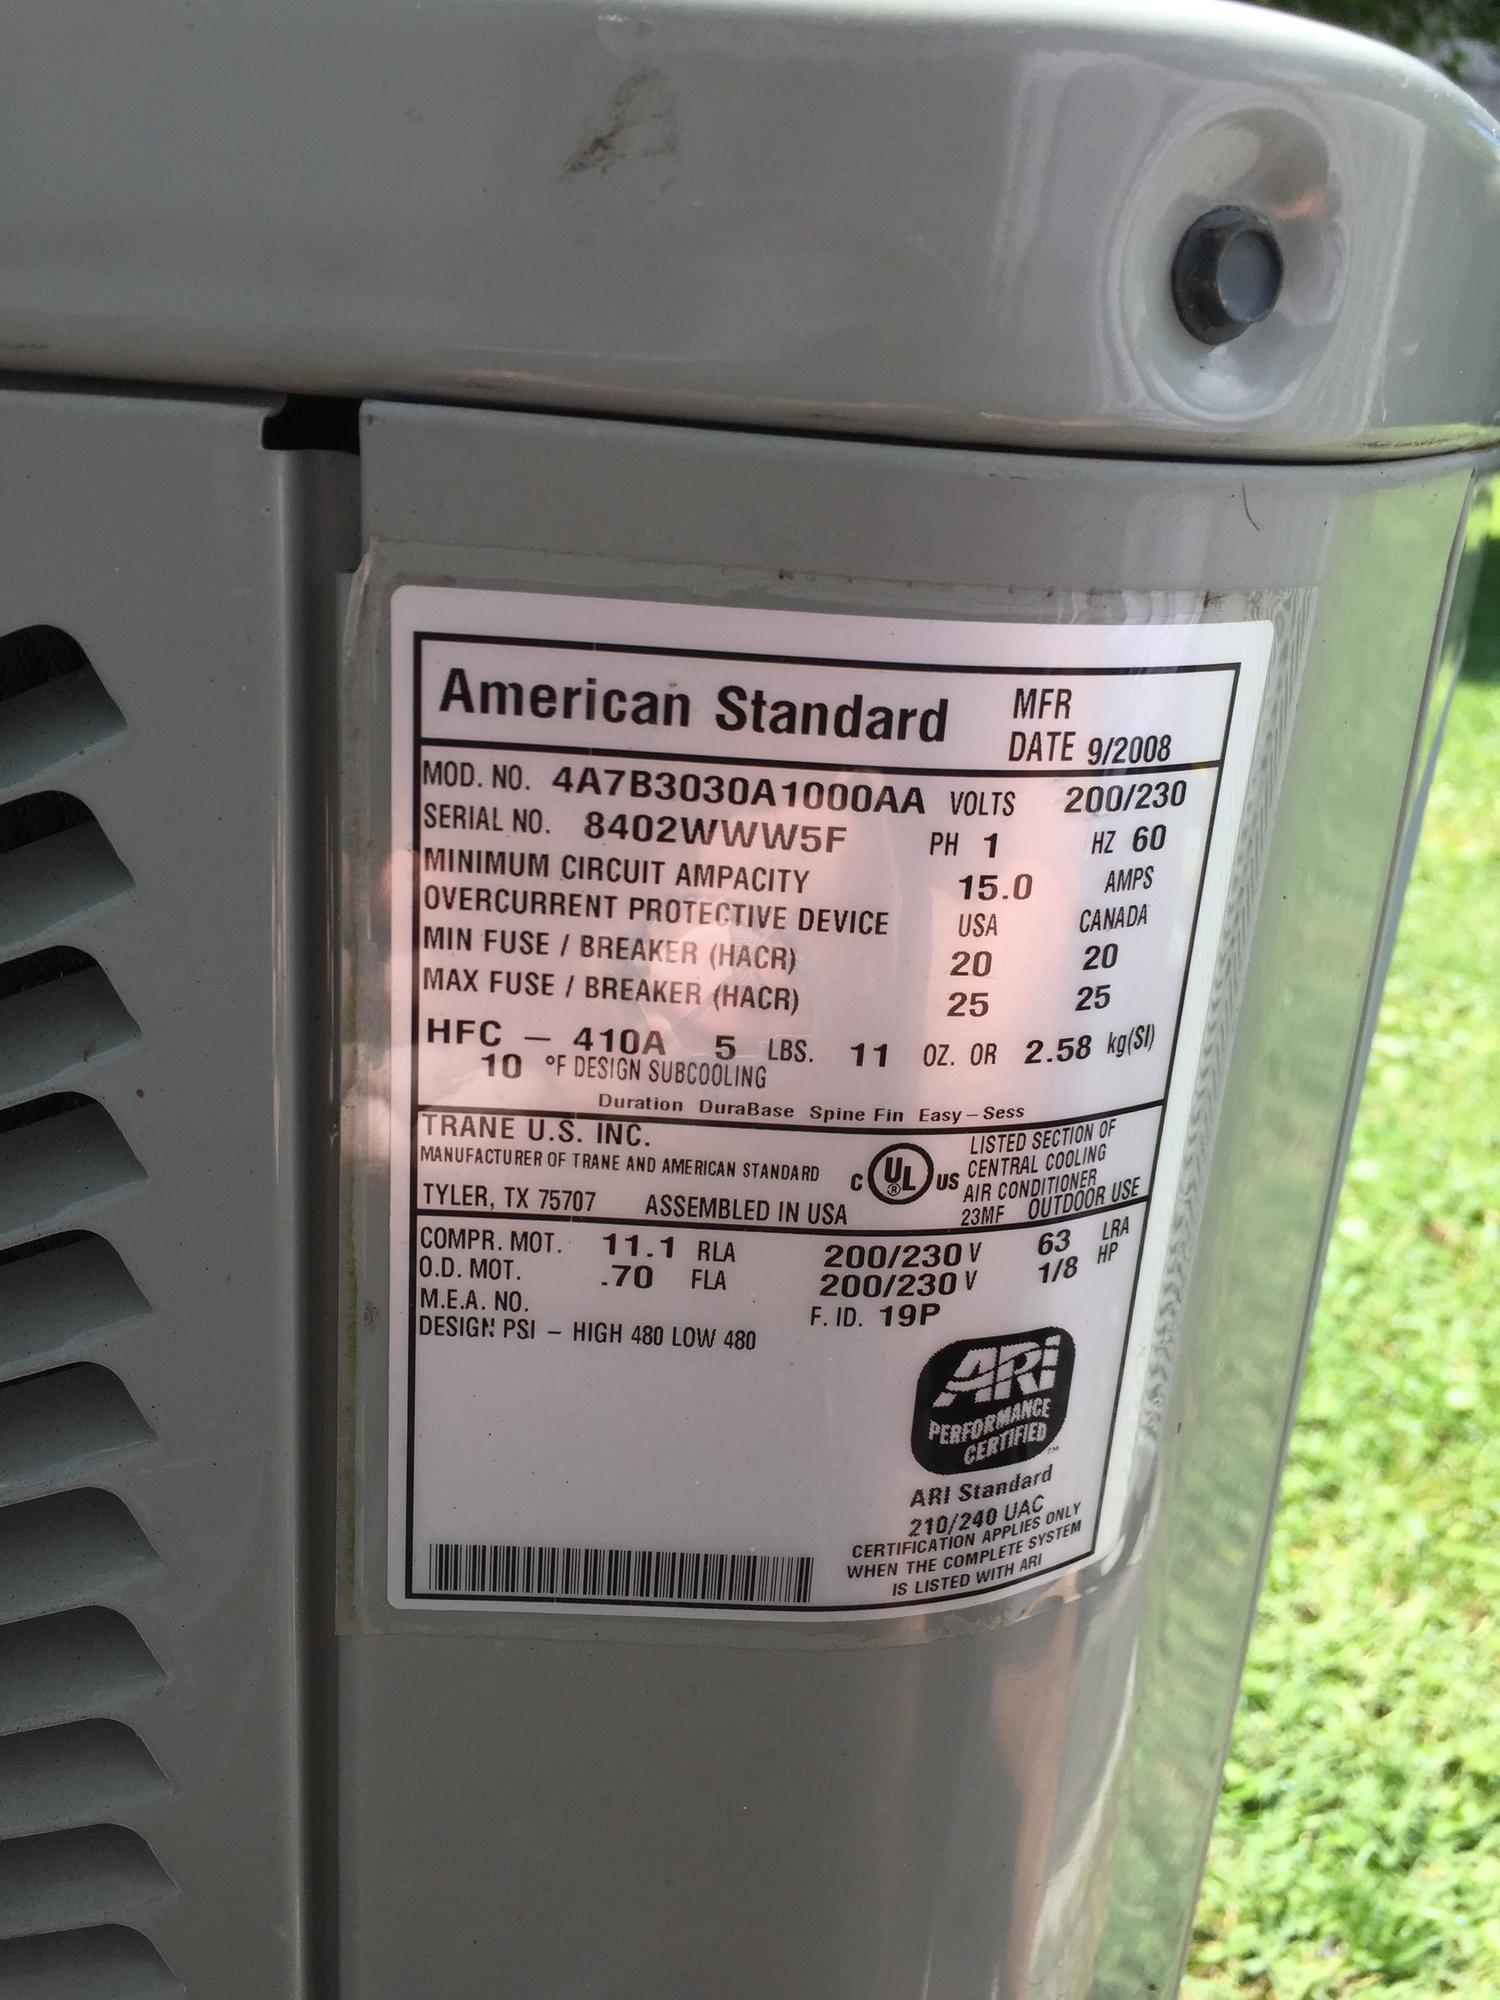 American Standard MFR
DATE 9/2008
MOD. NO. 4A7B3030A1000AA VOLTS 200/230
SERIAL NO. 8402WWW5F PH 1 HZ 60
MINIMUM CIRCUIT AMPACITY 15.0 AMPS
OVERCURRENT PROTECTIVE DEVICE USA CANADA
MIN FUSE / BREAKER (HACR) 20 20
MAX FUSE / BREAKER (HACR) 25 25
HFC – 410A 5 LBS. 11 OZ. OR 2.58 kg(SI)
10 °F DESIGN SUBCOOLING
Duration DuraBase Spine Fin Easy–Sess
TRANE U.S. INC.
MANUFACTURER OF TRANE AND AMERICAN STANDARD
TYLER, TX 75707 ASSEMBLED IN USA
C UL ® US
LISTED SECTION OF
CENTRAL COOLING
AIR CONDITIONER
23MF OUTDOOR USE
COMPR. MOT. 11.1 RLA 200/230 V 63 LRA
O.D. MOT. .70 FLA 200/230 V 1/8 HP
M.E.A. NO. F. ID. 19P
DESIGN PSI – HIGH 480 LOW 480
ARi
PERFORMANCE
CERTIFIED
ARI Standard
210/240 UAC
CERTIFICATION APPLIES ONLY
WHEN THE COMPLETE SYSTEM
IS LISTED WITH ARI